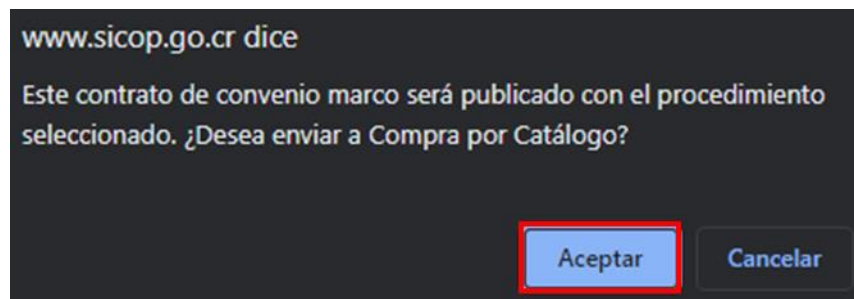 www.sicop.go.cr dice
Este contrato de convenio marco será publicado con el procedimiento
seleccionado. ¿Desea enviar a Compra por Catálogo?
Aceptar Cancelar